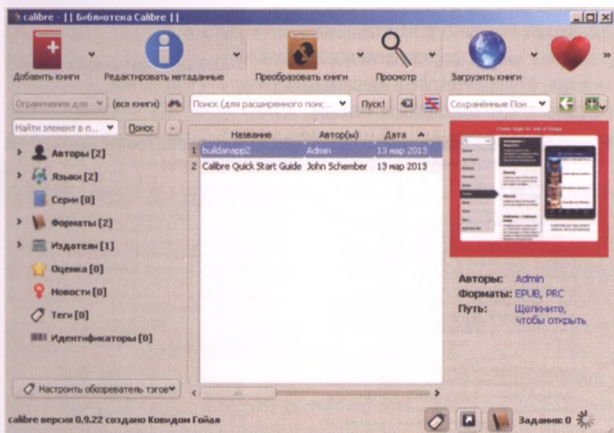 calibre - || Библиотека Calibre ||
Добавить книги
Редактировать метаданные
Преобразовать книги
Просмотр
Загрузить книги
»
Ограничения для
(все книги)
Поиск (для расширенного поис...
Пуск!
Сохранённые Пои...
Найти элемент в п...
Поиск
-
Название Автор(ы) Дата
1 buildanapp2 Admin 13 мар 2013
2 Calibre Quick Start Guide John Schember 13 мар 2013
Авторы [2]
Языки [2]
Серии [0]
Форматы [2]
Издатели [1]
Оценка [0]
Новости [0]
Теги [0]
Идентификаторы [0]
Настроить обозреватель тэгов
Авторы: Admin
Форматы: EPUB, PRC
Путь: Щелкните,
чтобы открыть
calibre версия 0.9.22 создано Ковидом Гойал
Задания: 0